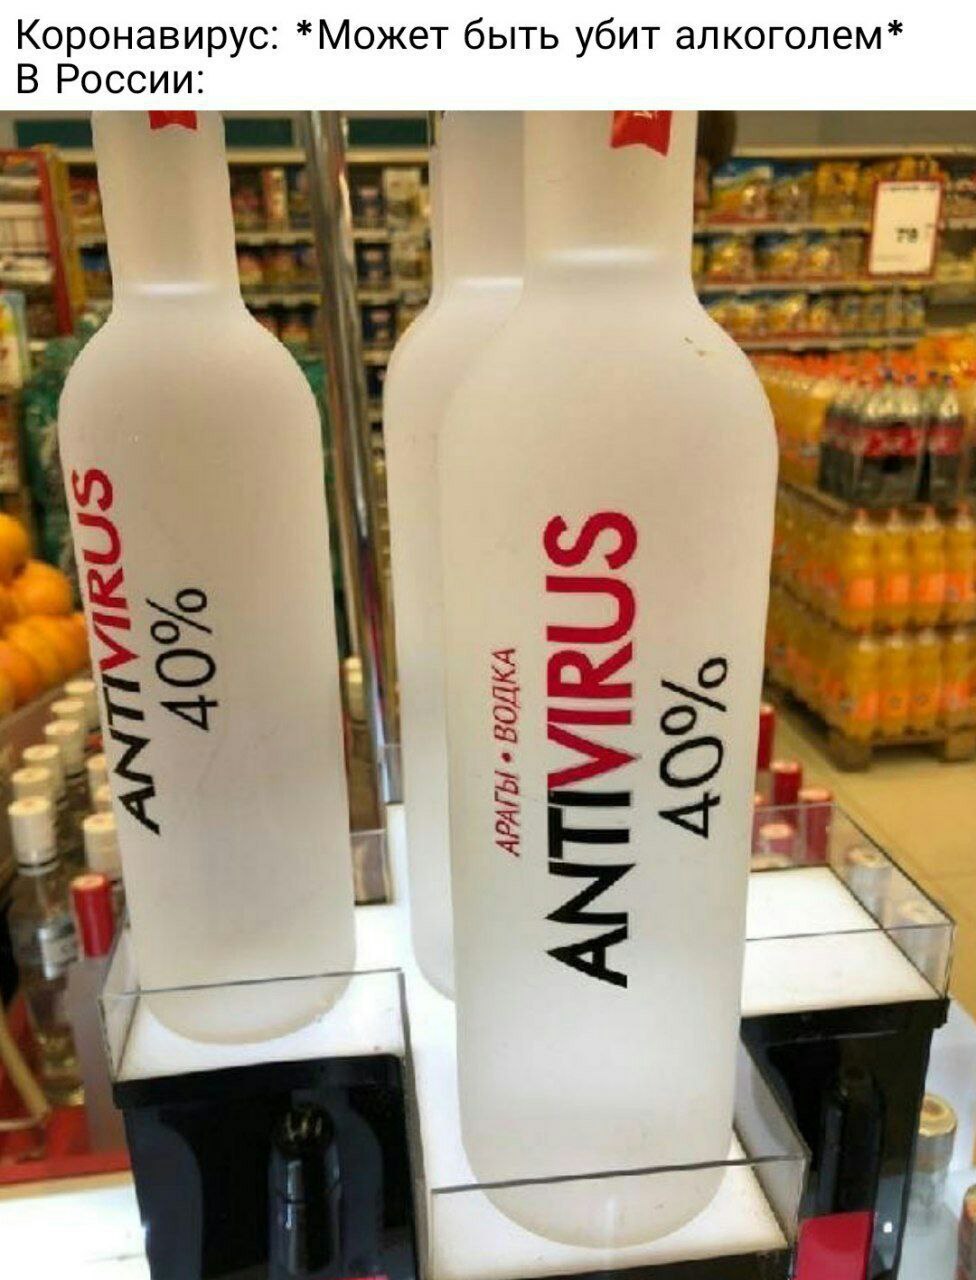 Коронавирус: *Может быть убит алкоголем*
В России:
ANTIVIRUS
40%
АРАГЫ • ВОДКА
ANTIVIRUS
40%